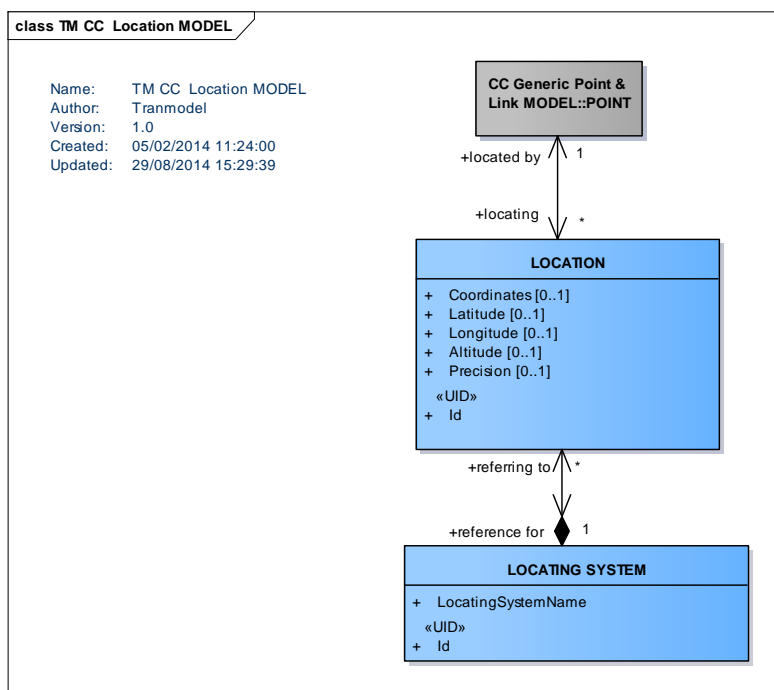 class TM CC  Location MODEL
Name: TM CC  Location MODEL
Author: Tranmodel
Version: 1.0
Created: 05/02/2014 11:24:00
Updated: 29/08/2014 15:29:39
CC Generic Point &
Link MODEL::POINT
+located by 1
+locating *
LOCATION
+ Coordinates [0..1]
+ Latitude [0..1]
+ Longitude [0..1]
+ Altitude [0..1]
+ Precision [0..1]
«UID»
+ Id
+referring to *
+reference for 1
LOCATING SYSTEM
+ LocatingSystemName
«UID»
+ Id